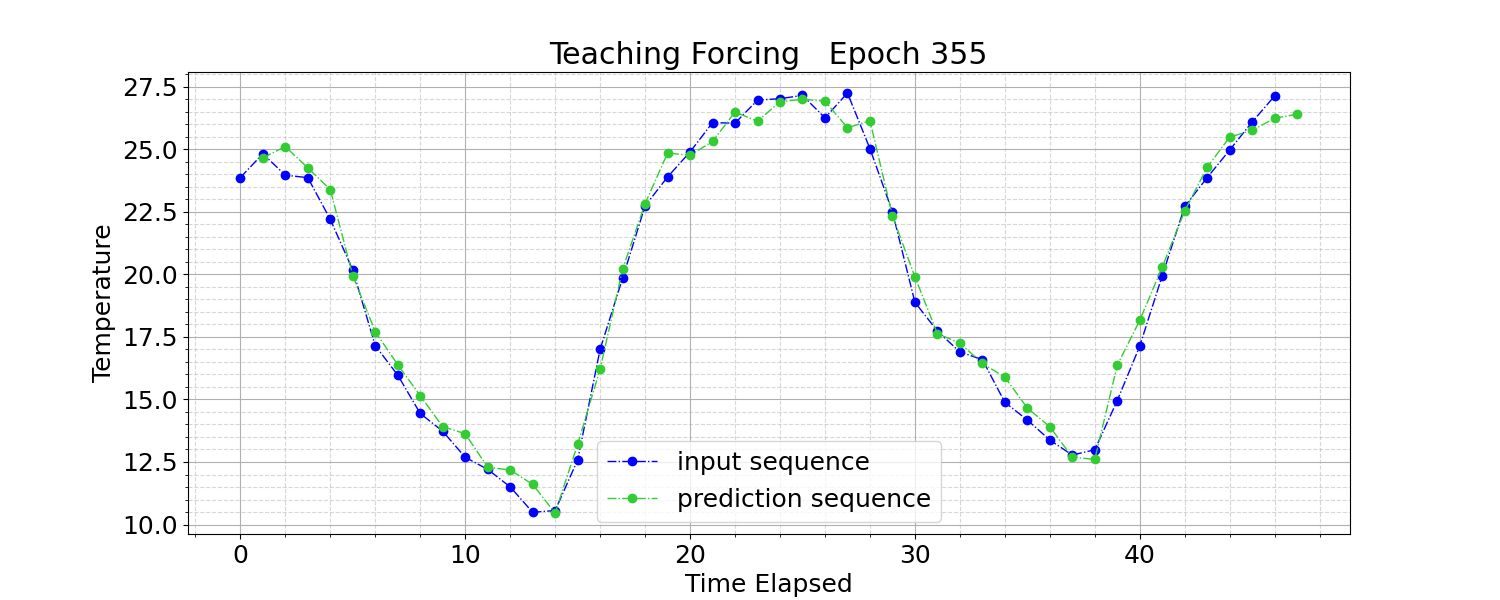 Teaching Forcing   Epoch 355
27.5
25.0
22.5
20.0
17.5
15.0
12.5
10.0
Temperature
input sequence
prediction sequence
0 10 20 30 40
Time Elapsed